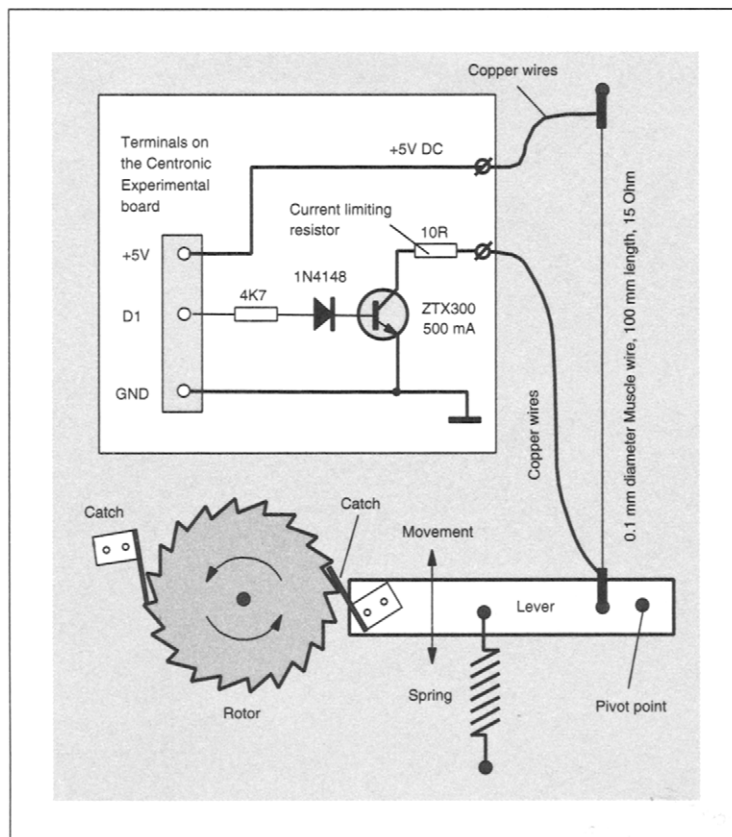 Copper wires
Terminals on
the Centronic
Experimental
board
+5V DC
Current limiting
resistor
10R
+5V
1N4148
4K7
ZTX300
500 mA
D1
GND
0.1 mm diameter Muscle wire, 100 mm length, 15 Ohm
Copper wires
Catch
Catch
Movement
Lever
Spring
Rotor
Pivot point